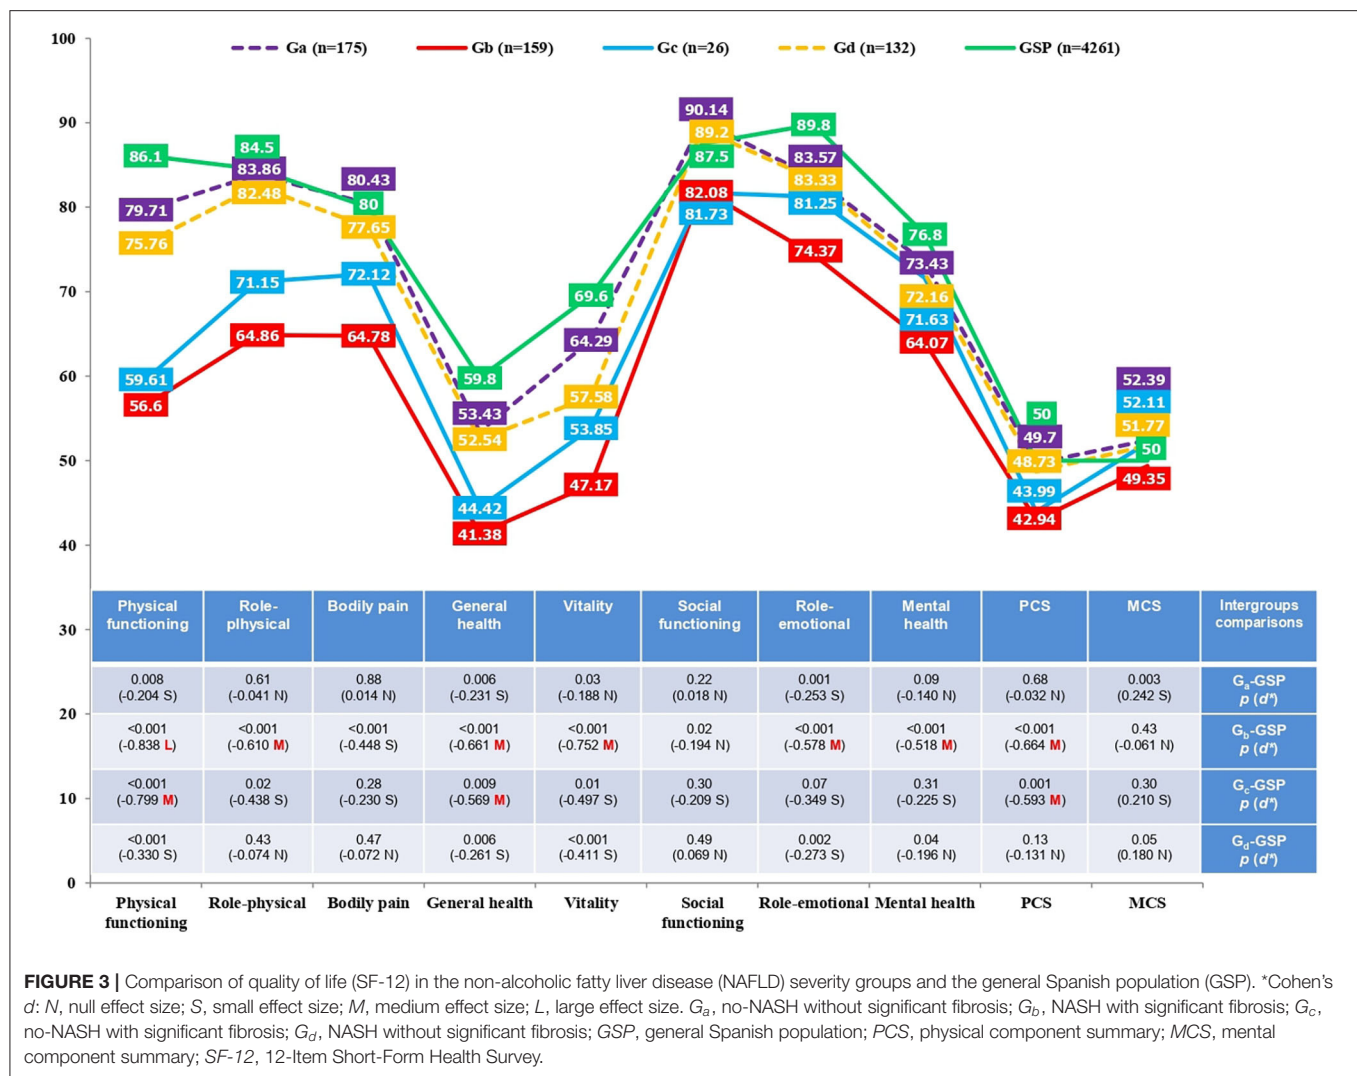 100
90
80
70
60
50
40
30
20
10
0
Ga (n=175) Gb (n=159) Gc (n=26) Gd (n=132) GSP (n=4261)
86.1 84.5 80 59.8 69.6 87.5 89.8 76.8 50 50
79.71 83.86 80.43 53.43 64.29 90.14 83.57 73.43 49.7 52.39
75.76 82.48 77.65 52.54 57.58 89.2 83.33 72.16 48.73 51.77
59.61 71.15 72.12 44.42 53.85 81.73 81.25 71.63 43.99 52.11
56.6 64.86 64.78 41.38 47.17 82.08 74.37 64.07 42.94 49.35
Physical Role- Bodily pain General Vitality Social Role- Mental PCS MCS Intergroups
functioning plhysical health functioning emotional health comparisons
0.008 0.61 0.88 0.006 0.03 0.22 0.001 0.09 0.68 0.003 Ga-GSP
(-0.204 S) (-0.041 N) (0.014 N) (-0.231 S) (-0.188 N) (0.018 N) (-0.253 S) (-0.140 N) (-0.032 N) (0.242 S) p (d*)
<0.001 <0.001 <0.001 <0.001 <0.001 0.02 <0.001 <0.001 <0.001 0.43 Gb-GSP
(-0.838 L) (-0.610 M) (-0.448 S) (-0.661 M) (-0.752 M) (-0.194 N) (-0.578 M) (-0.518 M) (-0.664 M) (-0.061 N) p (d*)
<0.001 0.02 0.28 0.009 0.01 0.30 0.07 0.31 0.001 0.30 Gc-GSP
(-0.799 M) (-0.438 S) (-0.230 S) (-0.569 M) (-0.497 S) (-0.209 S) (-0.349 S) (-0.225 S) (-0.593 M) (0.210 S) p (d*)
<0.001 0.43 0.47 0.006 <0.001 0.49 0.002 0.04 0.13 0.05 Gd-GSP
(-0.330 S) (-0.074 N) (-0.072 N) (-0.261 S) (-0.411 S) (0.069 N) (-0.273 S) (-0.196 N) (-0.131 N) (0.180 N) p (d*)
Physical Role-physical Bodily pain General health Vitality Social Role-emotional Mental health PCS MCS
functioning functioning
FIGURE 3 | Comparison of quality of life (SF-12) in the non-alcoholic fatty liver disease (NAFLD) severity groups and the general Spanish population (GSP). *Cohen's
d: N, null effect size; S, small effect size; M, medium effect size; L, large effect size. Ga, no-NASH without significant fibrosis; Gb, NASH with significant fibrosis; Gc,
no-NASH with significant fibrosis; Gd, NASH without significant fibrosis; GSP, general Spanish population; PCS, physical component summary; MCS, mental
component summary; SF-12, 12-Item Short-Form Health Survey.